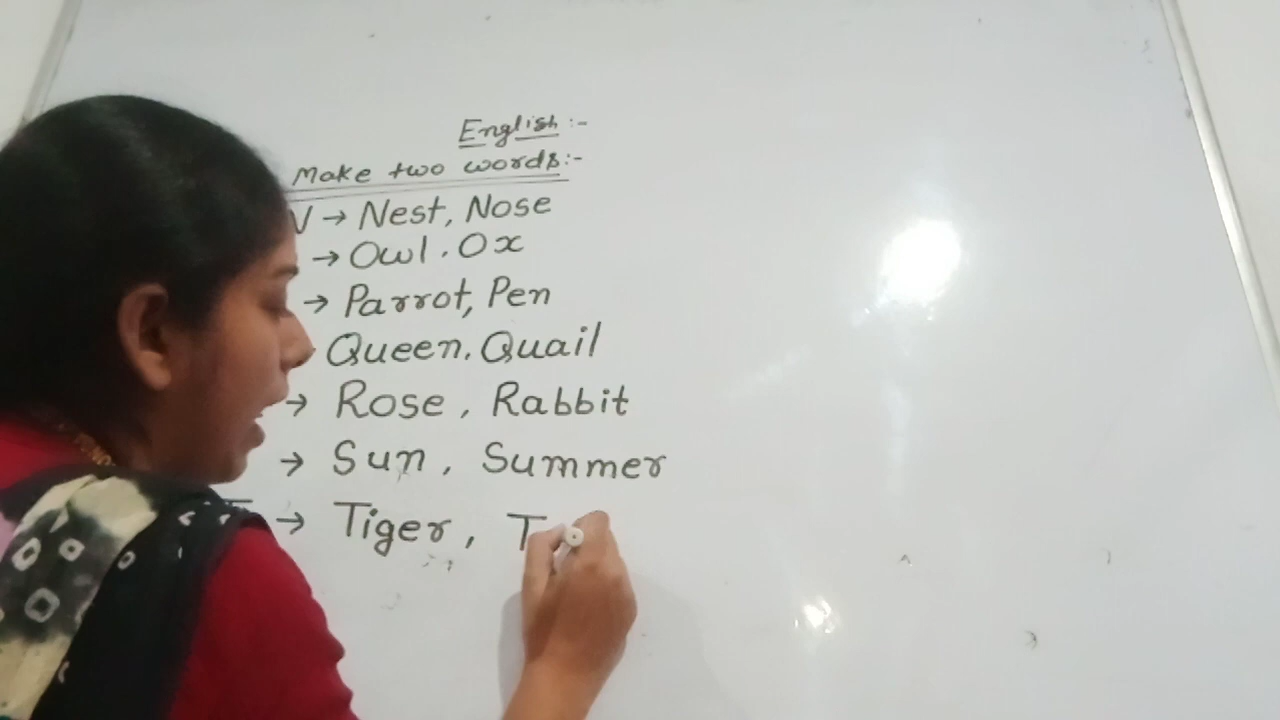 English :-
Make two words:-
N → Nest, Nose
→ Owl, Ox
→ Parrot, Pen
Queen, Quail
→ Rose, Rabbit
→ Sun, Summer
T → Tiger, T